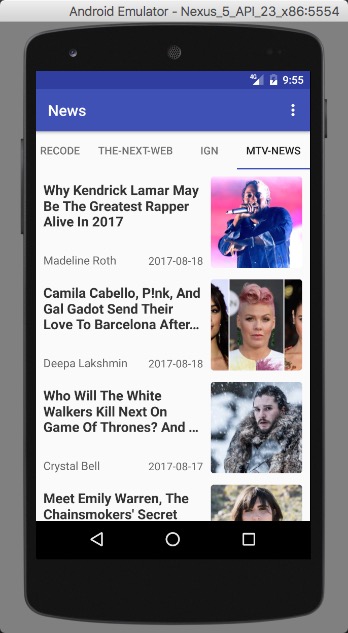 Android Emulator - Nexus_5_API_23_x86:5554
4G 9:55
News
RECODE THE-NEXT-WEB IGN MTV-NEWS
Why Kendrick Lamar May
Be The Greatest Rapper
Alive In 2017
Madeline Roth 2017-08-18
Camila Cabello, P!nk, And
Gal Gadot Send Their
Love To Barcelona After...
Deepa Lakshmin 2017-08-18
Who Will The White
Walkers Kill Next On
Game Of Thrones? And ...
Crystal Bell 2017-08-17
Meet Emily Warren, The
Chainsmokers' Secret